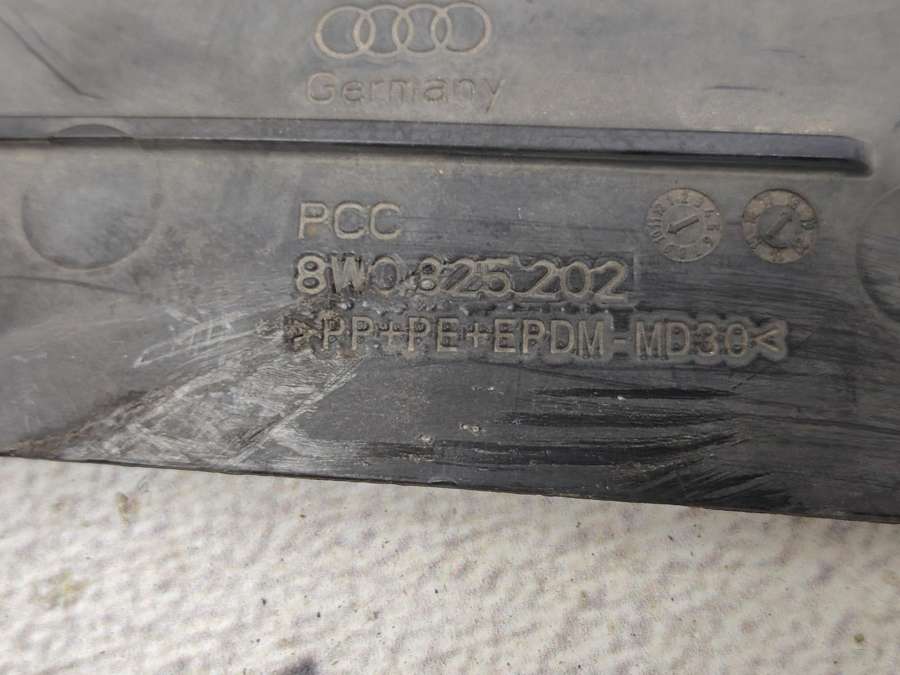 Germany
PCC
8W0.825.202
>PP+PE+EPDM-MD30<